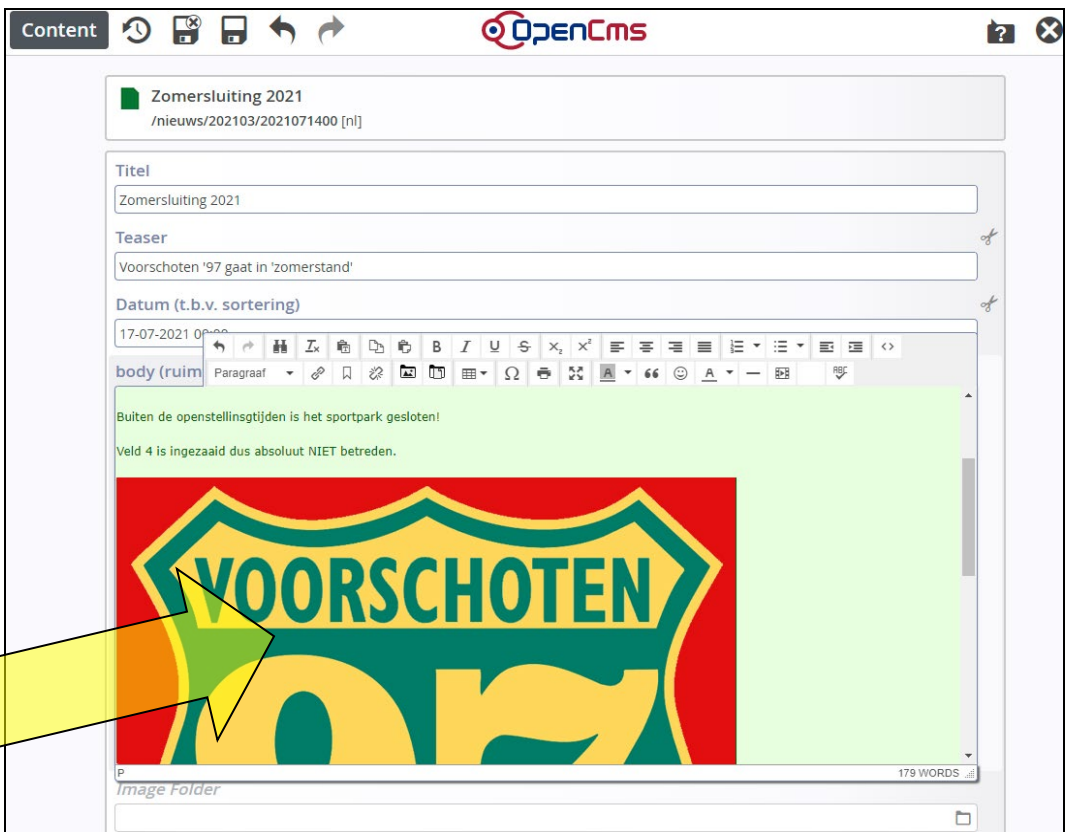 Content
OpenCms
Zomersluiting 2021
/nieuws/202103/2021071400 [nl]
Titel
Zomersluiting 2021
Teaser
Voorschoten '97 gaat in 'zomerstand'
Datum (t.b.v. sortering)
17-07-2021
body (ruim
Paragraaf
Buiten de openstellinsgtijden is het sportpark gesloten!
Veld 4 is ingezaaid dus absoluut NIET betreden.
VOORSCHOTEN
97
P
179 WORDS
Image Folder